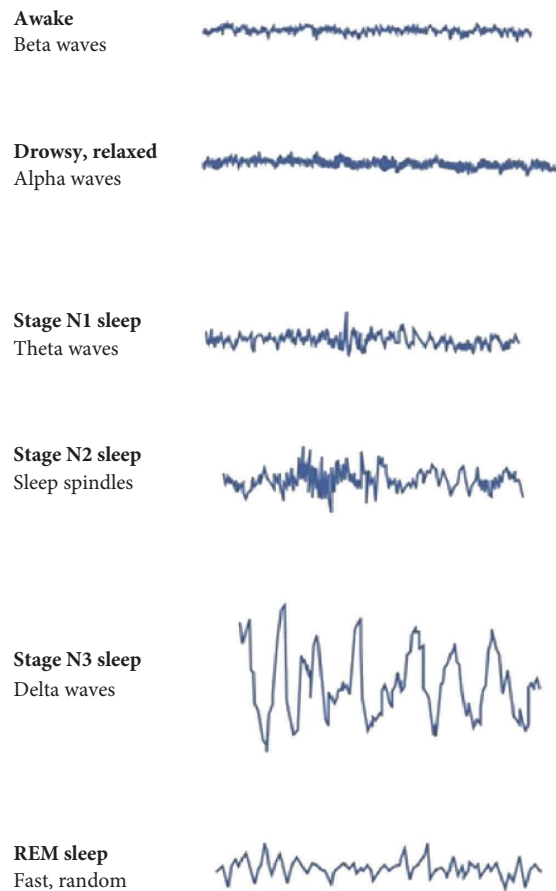 Awake
Beta waves
Drowsy, relaxed
Alpha waves
Stage N1 sleep
Theta waves
Stage N2 sleep
Sleep spindles
Stage N3 sleep
Delta waves
REM sleep
Fast, random